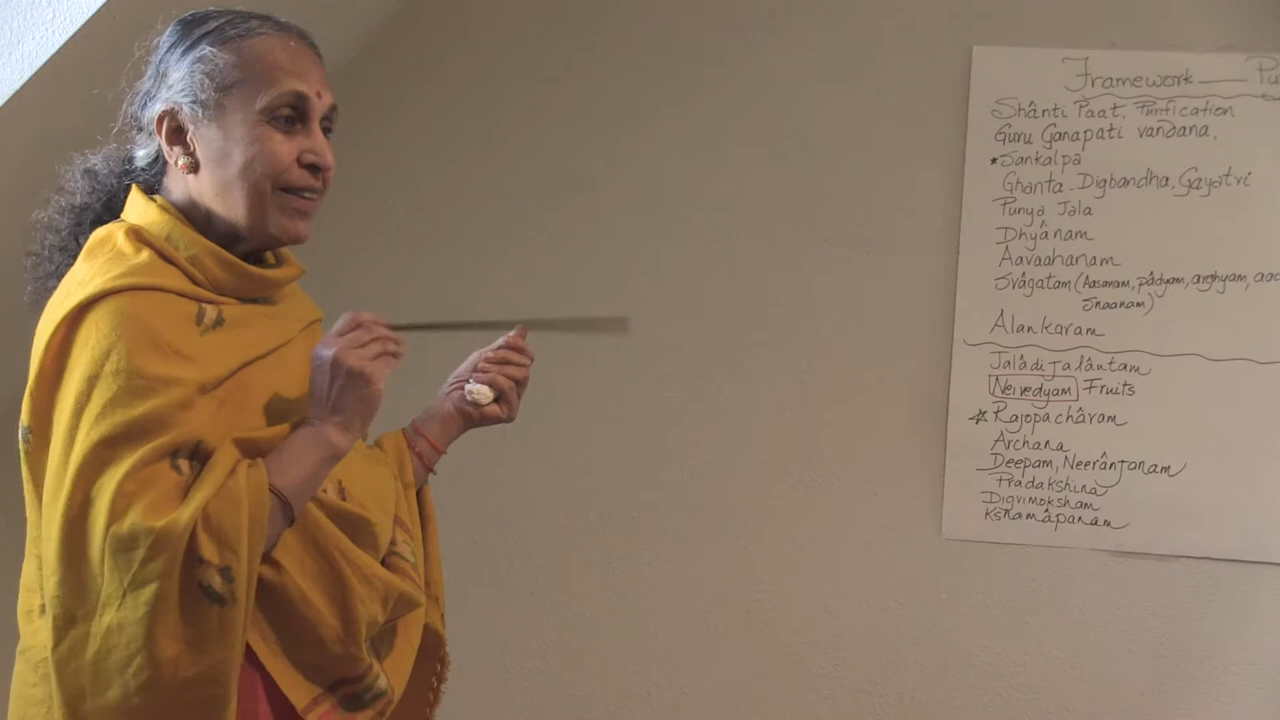 Framework — Pu
Shânti Paat, Purification
Guru Ganapati vandana,
*Sankalpa
Ghanta - Digbandha, Gayatri
Punya Jala
Dhyânam
Aavaahanam
Svâgatam (Aasanam, pâdyam, arghyam, aac
Snaanam)
Alankaram
Jalâdi jalântam
Neivedyam Fruits
☆ Rajopachâram
Archana
Deepam, Neerânjanam
Pradakshina
Digvimoksham
Kshamâpanam